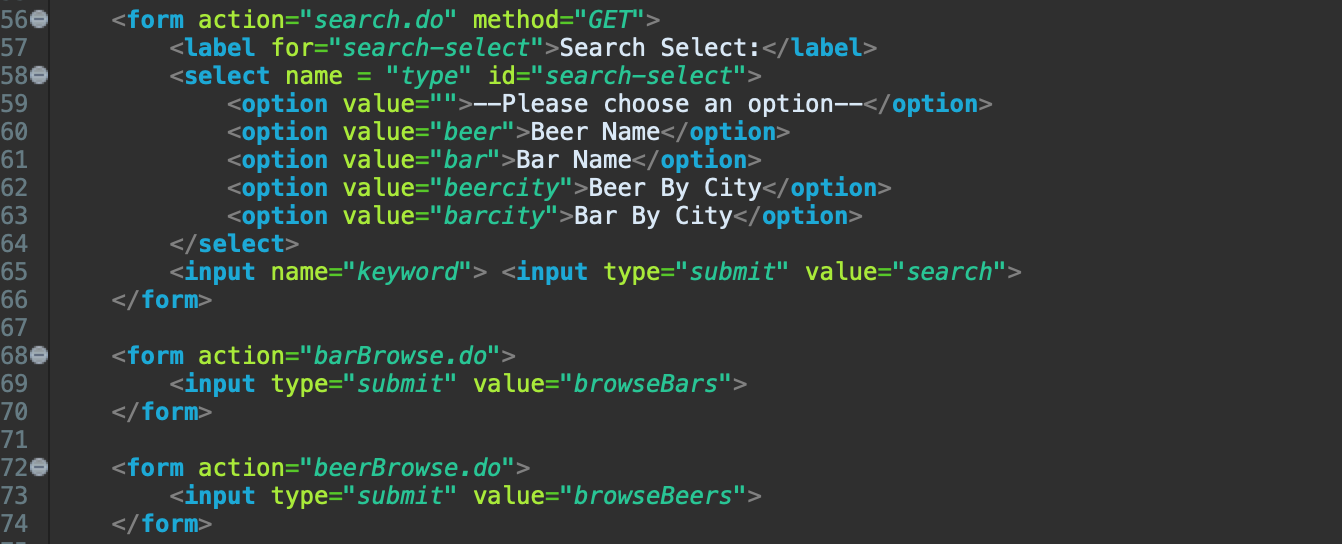 56 <form action="search.do" method="GET">
57 <label for="search-select">Search Select:</label>
58 <select name = "type" id="search-select">
59 <option value="">--Please choose an option--</option>
60 <option value="beer">Beer Name</option>
61 <option value="bar">Bar Name</option>
62 <option value="beercity">Beer By City</option>
63 <option value="barcity">Bar By City</option>
64 </select>
65 <input name="keyword"> <input type="submit" value="search">
66 </form>
67
68 <form action="barBrowse.do">
69 <input type="submit" value="browseBars">
70 </form>
71
72 <form action="beerBrowse.do">
73 <input type="submit" value="browseBeers">
74 </form>